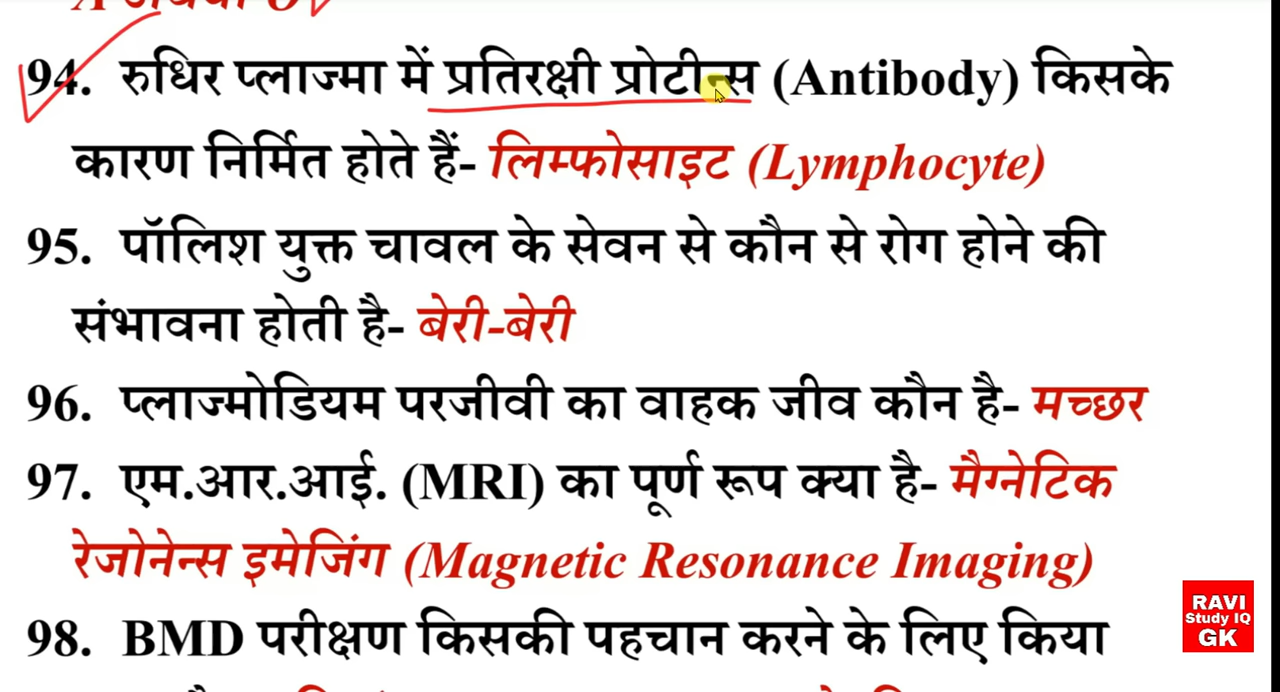 A अथवा O
94. रुधिर प्लाज्मा में प्रतिरक्षी प्रोटीन्स (Antibody) किसके
कारण निर्मित होते हैं- लिम्फोसाइट (Lymphocyte)
95. पॉलिश युक्त चावल के सेवन से कौन से रोग होने की
संभावना होती है- बेरी-बेरी
96. प्लाज्मोडियम परजीवी का वाहक जीव कौन है- मच्छर
97. एम.आर.आई. (MRI) का पूर्ण रूप क्या है- मैग्नेटिक
रेजोनेन्स इमेजिंग (Magnetic Resonance Imaging)
98. BMD परीक्षण किसकी पहचान करने के लिए किया
RAVI
Study IQ
GK